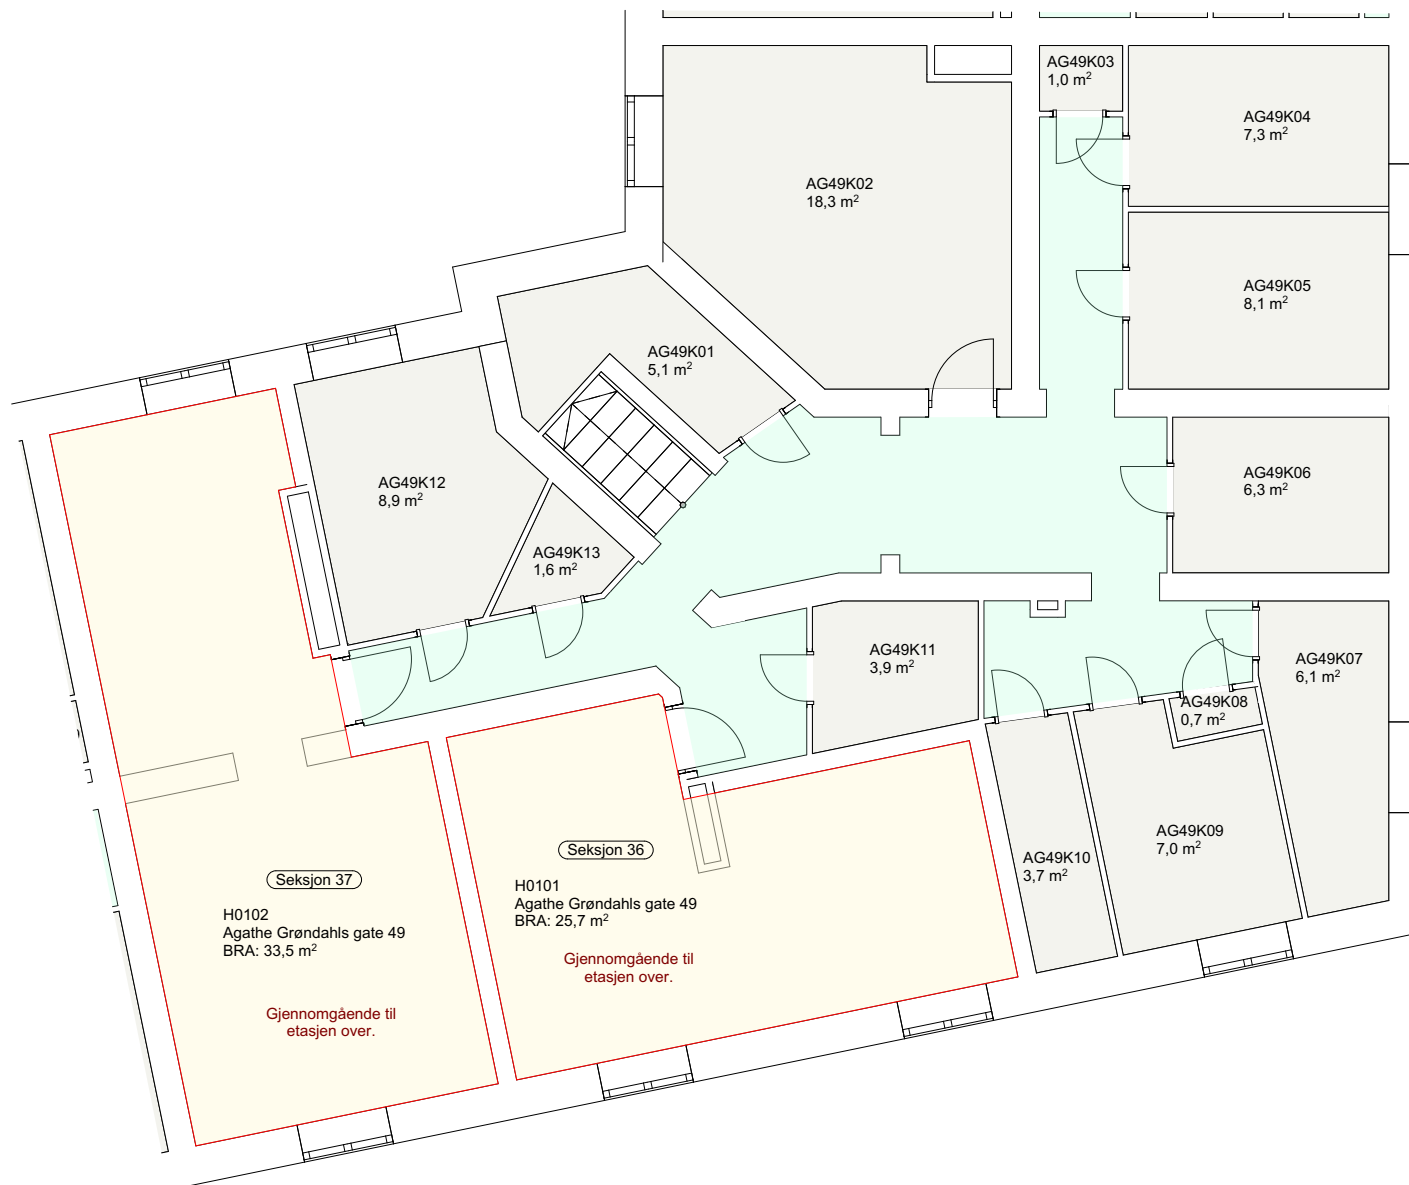 AG49K03
1,0 m²
AG49K04
7,3 m²
AG49K02
18,3 m²
AG49K05
8,1 m²
AG49K01
5,1 m²
AG49K12
8,9 m²
AG49K06
6,3 m²
AG49K13
1,6 m²
AG49K11
3,9 m²
AG49K07
6,1 m²
AG49K08
0,7 m²
AG49K09
7,0 m²
AG49K10
3,7 m²
Seksjon 36
H0101
Agathe Grøndahls gate 49
BRA: 25,7 m²
Gjennomgående til
etasjen over.
Seksjon 37
H0102
Agathe Grøndahls gate 49
BRA: 33,5 m²
Gjennomgående til
etasjen over.